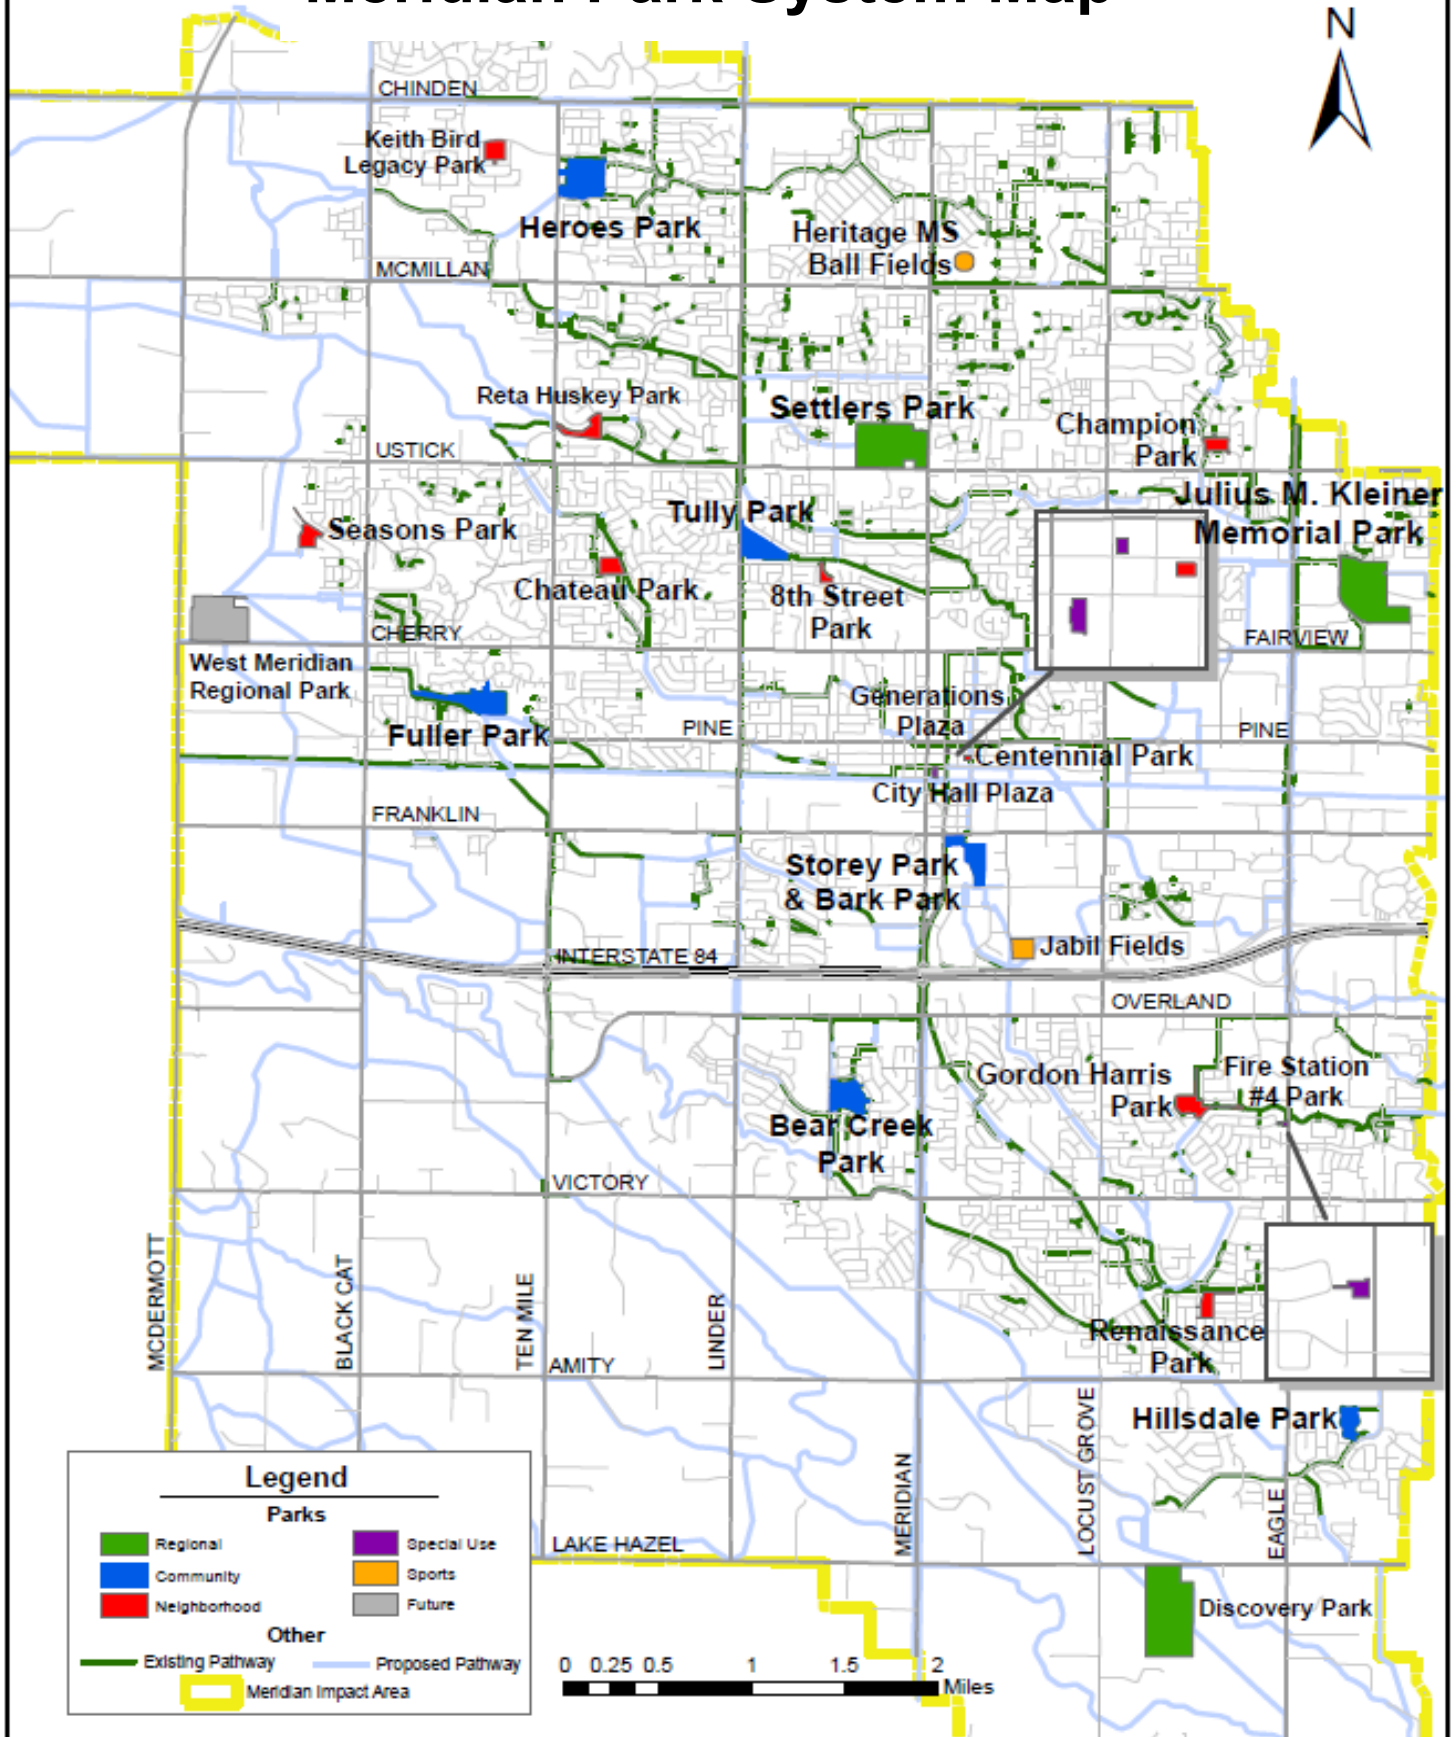 Meridian Park System Map
N
CHINDEN
Keith Bird
Legacy Park
Heroes Park
Heritage MS
Ball Fields
MCMILLAN
Reta Huskey Park
Settlers Park
Champion
Park
USTICK
Julius M. Kleiner
Memorial Park
Tully Park
Seasons Park
Chateau Park
8th Street
Park
CHERRY
FAIRVIEW
West Meridian
Regional Park
Generations
Plaza
Fuller Park
PINE
PINE
Centennial Park
City Hall Plaza
FRANKLIN
Storey Park
& Bark Park
Jabil Fields
INTERSTATE 84
OVERLAND
Gordon Harris
Park
Fire Station
#4 Park
Bear Creek
Park
VICTORY
MCDERMOTT
BLACK CAT
TEN MILE
LINDER
Renaissance
Park
AMITY
Hillsdale Park
MERIDIAN
LOCUST GROVE
EAGLE
LAKE HAZEL
Discovery Park
Legend
Parks
Regional
Special Use
Community
Sports
Neighborhood
Future
Other
Existing Pathway
Proposed Pathway
Meridian Impact Area
0 0.25 0.5 1 1.5 2
Miles